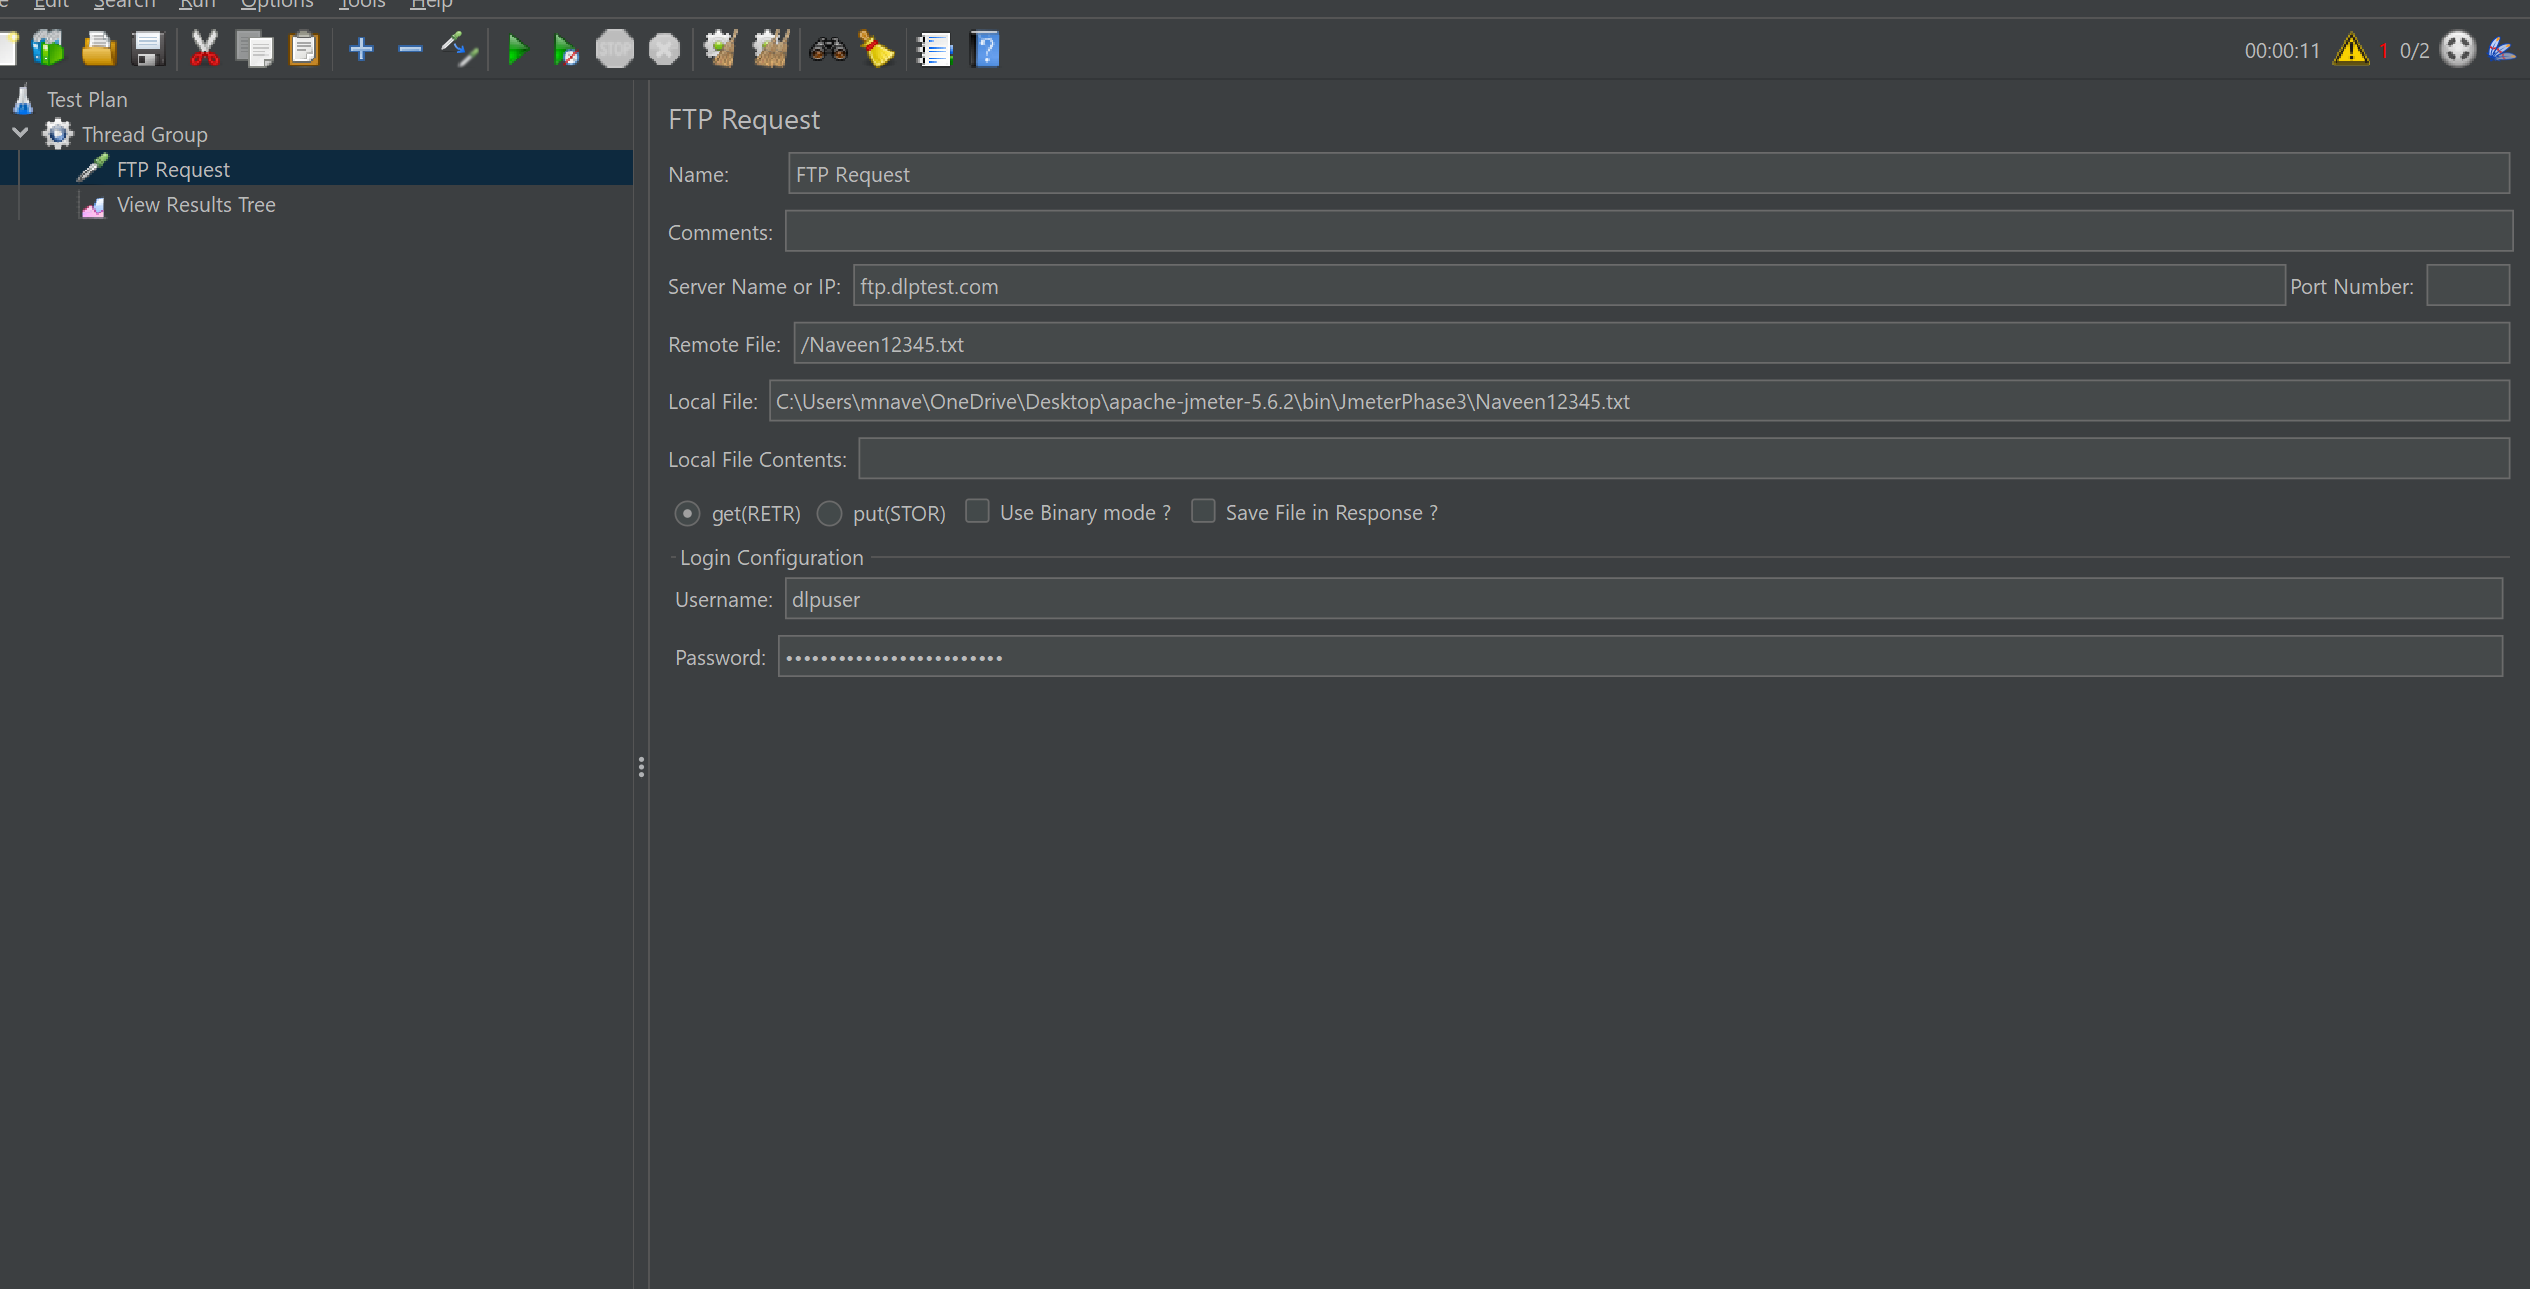 Edit Search Run Options Tools Help
STOP
00:00:11 1 0/2
Test Plan
Thread Group
FTP Request
View Results Tree
FTP Request
Name: FTP Request
Comments:
Server Name or IP: ftp.dlptest.com Port Number:
Remote File: /Naveen12345.txt
Local File: C:\Users\mnave\OneDrive\Desktop\apache-jmeter-5.6.2\bin\JmeterPhase3\Naveen12345.txt
Local File Contents:
get(RETR) put(STOR) Use Binary mode ? Save File in Response ?
Login Configuration
Username: dlpuser
Password: •••••••••••••••••••••••••